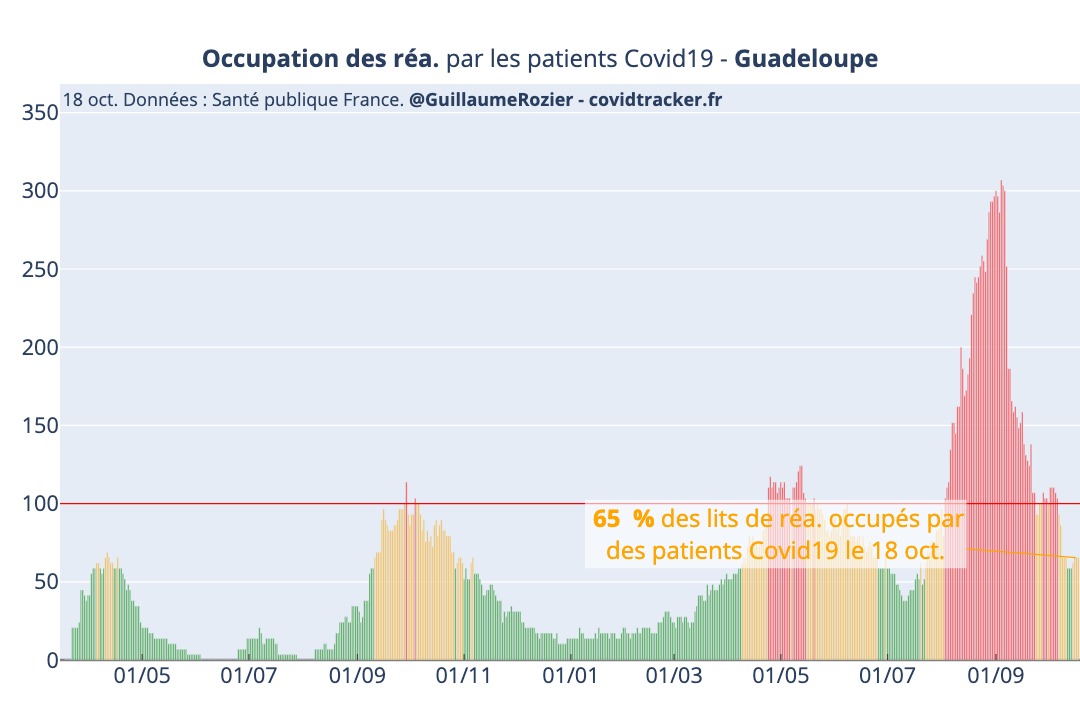 Occupation des réa. par les patients Covid19 - Guadeloupe
18 oct. Données : Santé publique France. @GuillaumeRozier - covidtracker.fr
350
300
250
200
150
100
65 % des lits de réa. occupés par
des patients Covid19 le 18 oct.
50
0
01/05 01/07 01/09 01/11 01/01 01/03 01/05 01/07 01/09